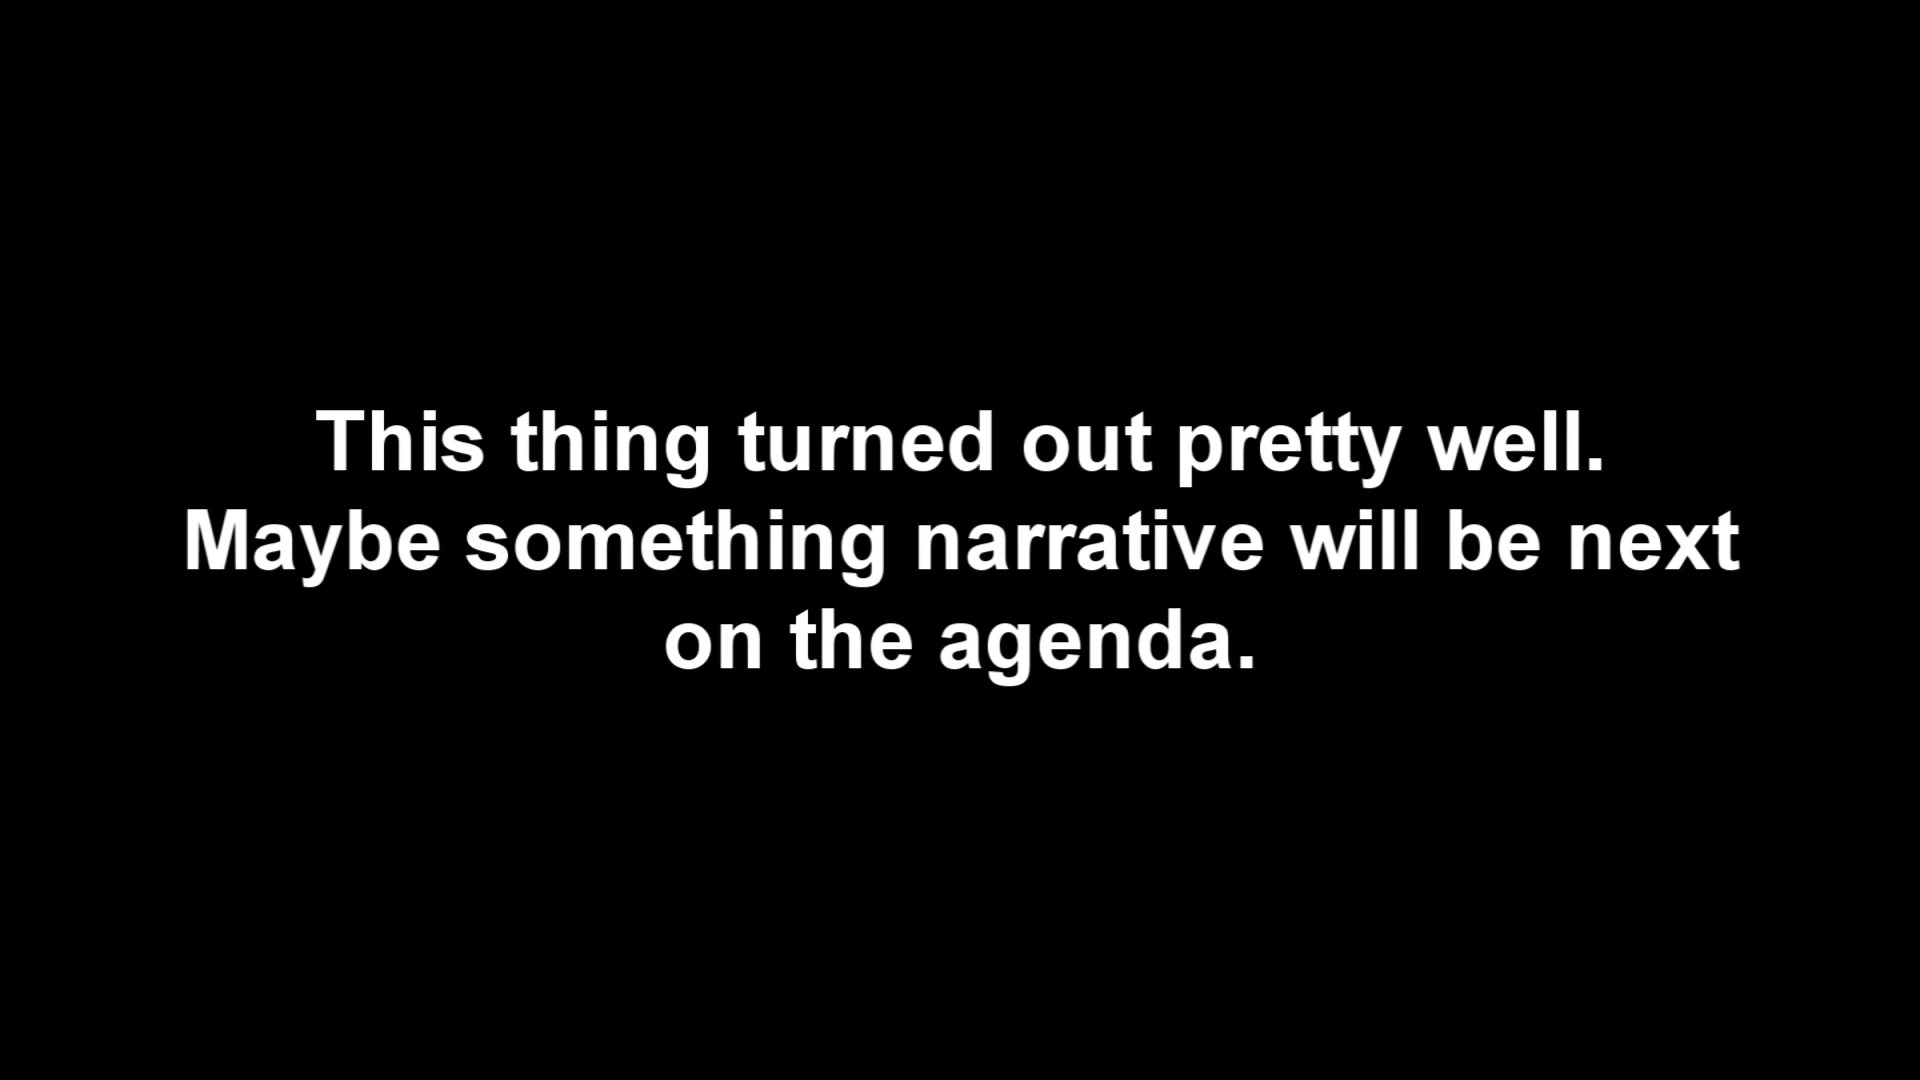 This thing turned out pretty well.
Maybe something narrative will be next
on the agenda.